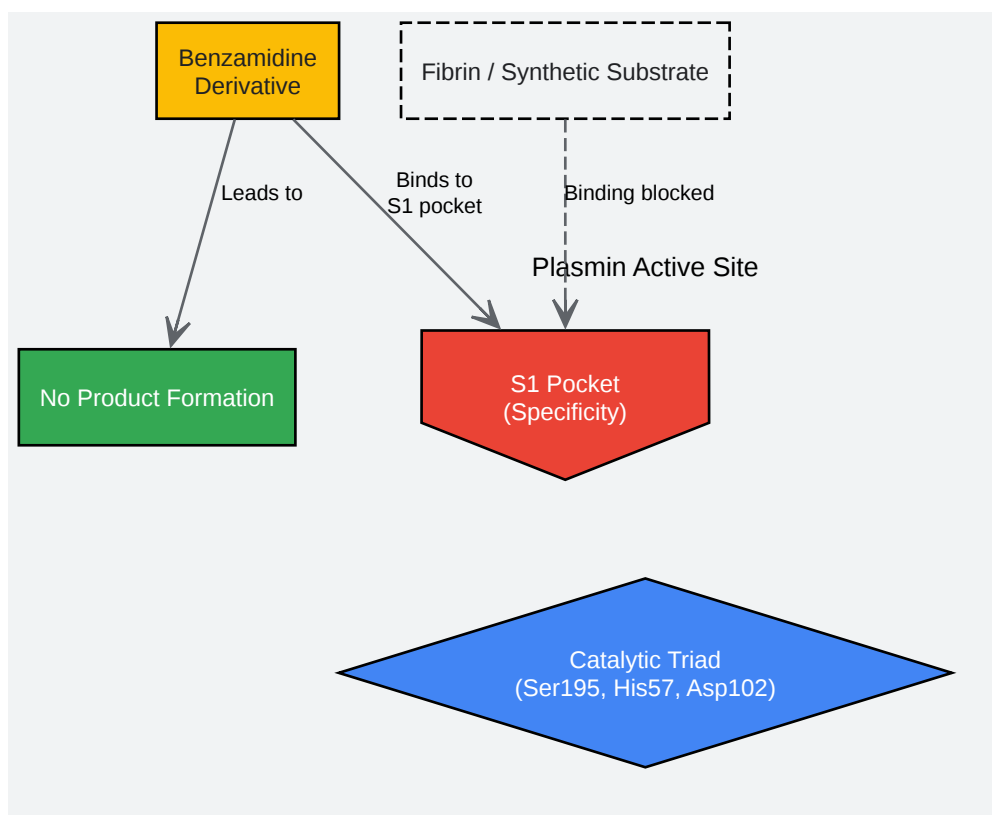 Benzamidine
Derivative
Fibrin / Synthetic Substrate
Leads to
Binds to
S1 pocket
Binding blocked
Plasmin Active Site
No Product Formation
S1 Pocket
(Specificity)
Catalytic Triad
(Ser195, His57, Asp102)